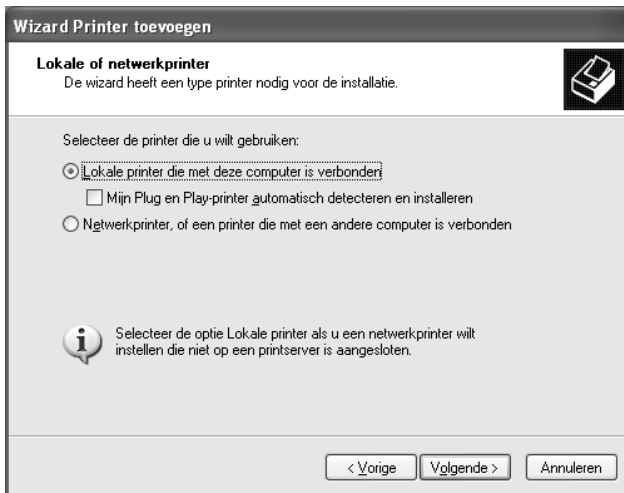 Wizard Printer toevoegen
Lokale of netwerkprinter
De wizard heeft een type printer nodig voor de installatie.
Selecteer de printer die u wilt gebruiken:
Lokale printer die met deze computer is verbonden
Mijn Plug en Play-printer automatisch detecteren en installeren
Netwerkprinter, of een printer die met een andere computer is verbonden
Selecteer de optie Lokale printer als u een netwerkprinter wilt
instellen die niet op een printserver is aangesloten.
< Vorige Volgende > Annuleren